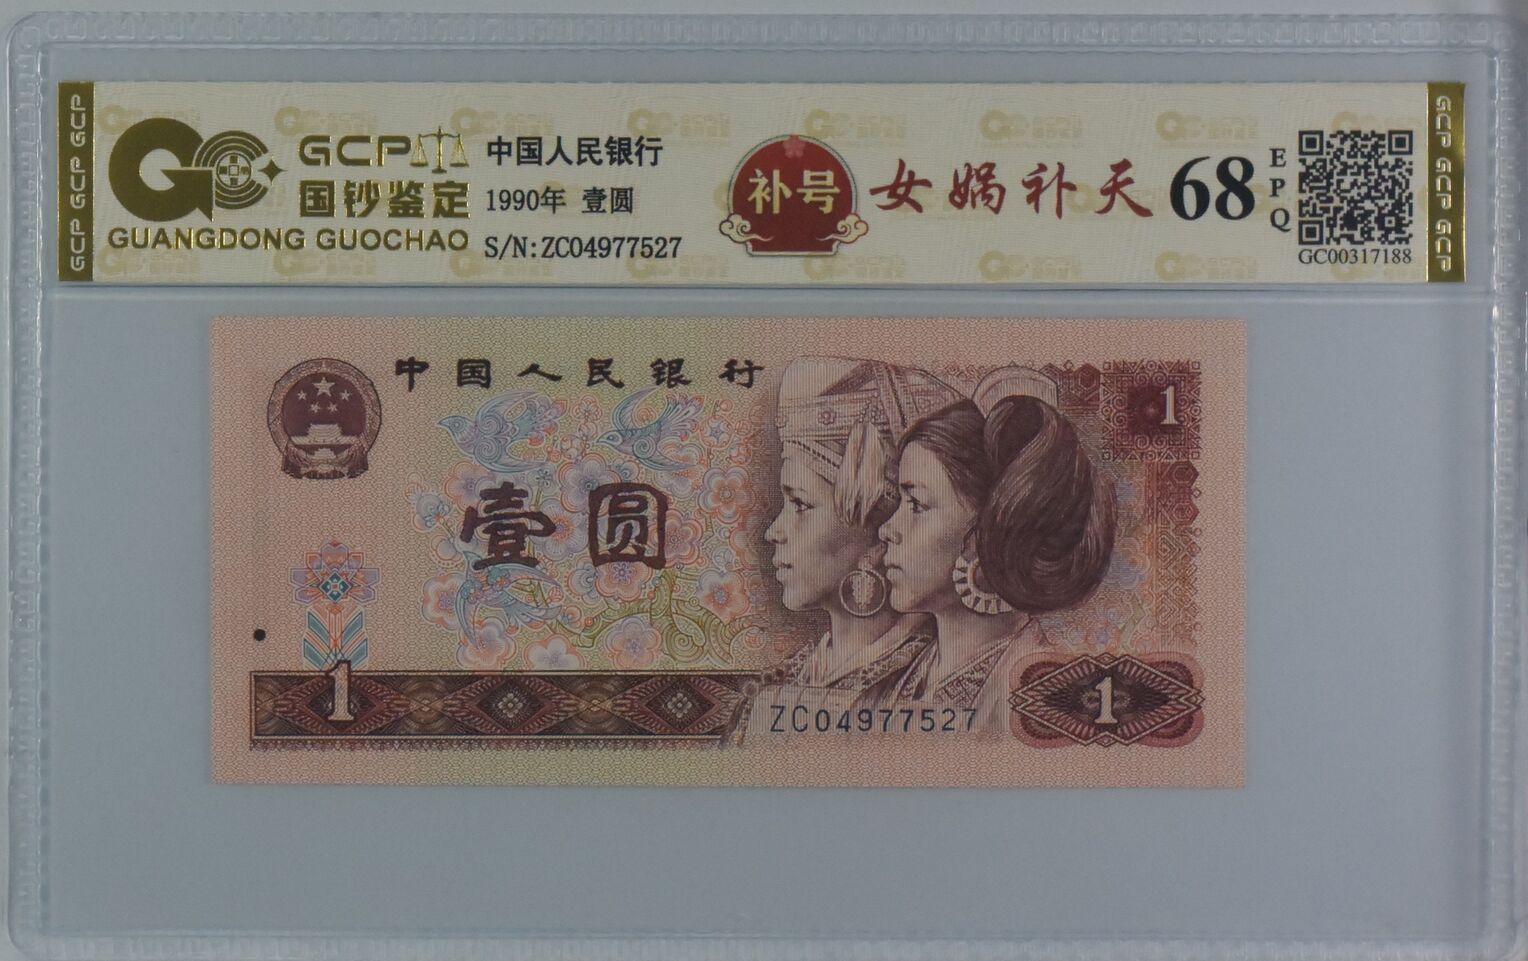 GCP GCP GCP GCP
GCP
国钞鉴定
GUANGDONG GUOCHAO
中国人民银行
1990年 壹圆
S/N:ZC04977527
补号
女娲补天
68
EPQ
GC00317188
GCP GCP GCP GCP
中国人民银行
1
壹圆
1
ZC04977527
1